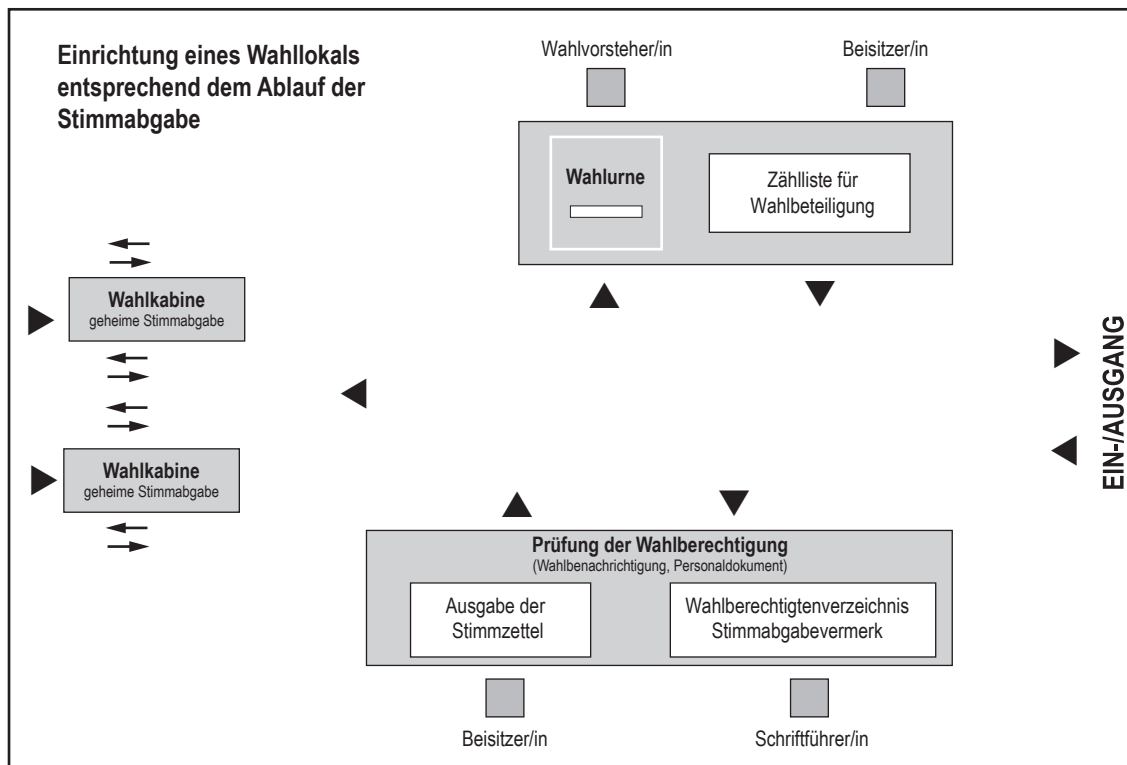 Einrichtung eines Wahllokals
entsprechend dem Ablauf der
Stimmabgabe
Wahlvorsteher/in
Beisitzer/in
Wahlurne
Zählliste für
Wahlbeteiligung
Wahlkabine
geheime Stimmabgabe
Wahlkabine
geheime Stimmabgabe
EIN-/AUSGANG
Prüfung der Wahlberechtigung
(Wahlbenachrichtigung, Personaldokument)
Ausgabe der
Stimmzettel
Wahlberechtigtenverzeichnis
Stimmabgabevermerk
Beisitzer/in
Schriftführer/in